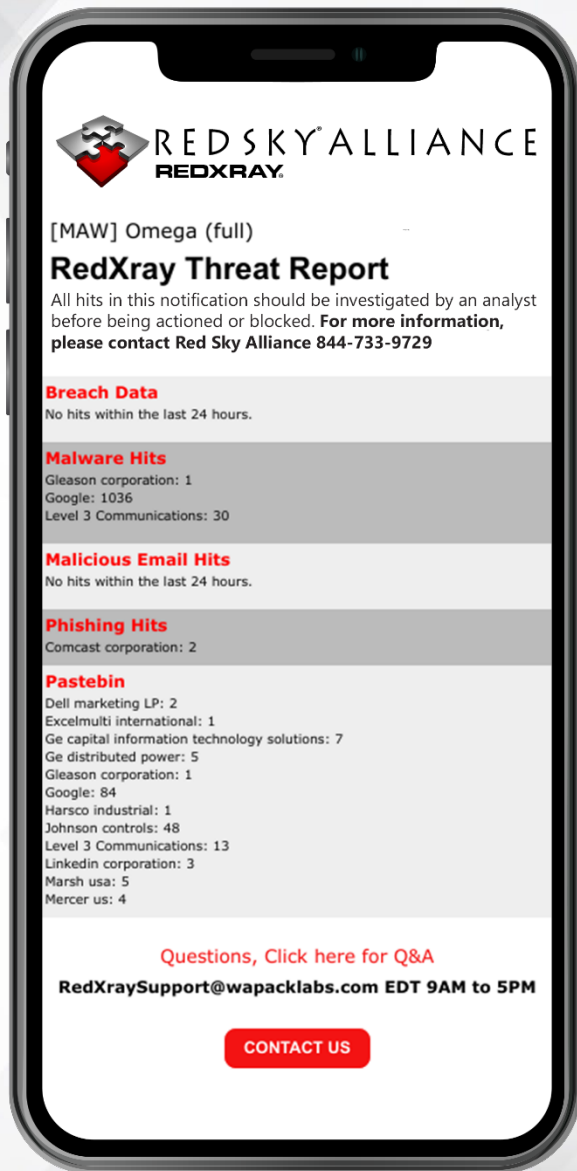 RED SKY® ALLIANCE
REDXRAY®
[MAW] Omega (full)
RedXray Threat Report
All hits in this notification should be investigated by an analyst
before being actioned or blocked. For more information,
please contact Red Sky Alliance 844-733-9729
Breach Data
No hits within the last 24 hours.
Malware Hits
Gleason corporation: 1
Google: 1036
Level 3 Communications: 30
Malicious Email Hits
No hits within the last 24 hours.
Phishing Hits
Comcast corporation: 2
Pastebin
Dell marketing LP: 2
Excelmulti international: 1
Ge capital information technology solutions: 7
Ge distributed power: 5
Gleason corporation: 1
Google: 84
Harsco industrial: 1
Johnson controls: 48
Level 3 Communications: 13
Linkedin corporation: 3
Marsh usa: 5
Mercer us: 4
Questions, Click here for Q&A
RedXraySupport@wapacklabs.com EDT 9AM to 5PM
CONTACT US